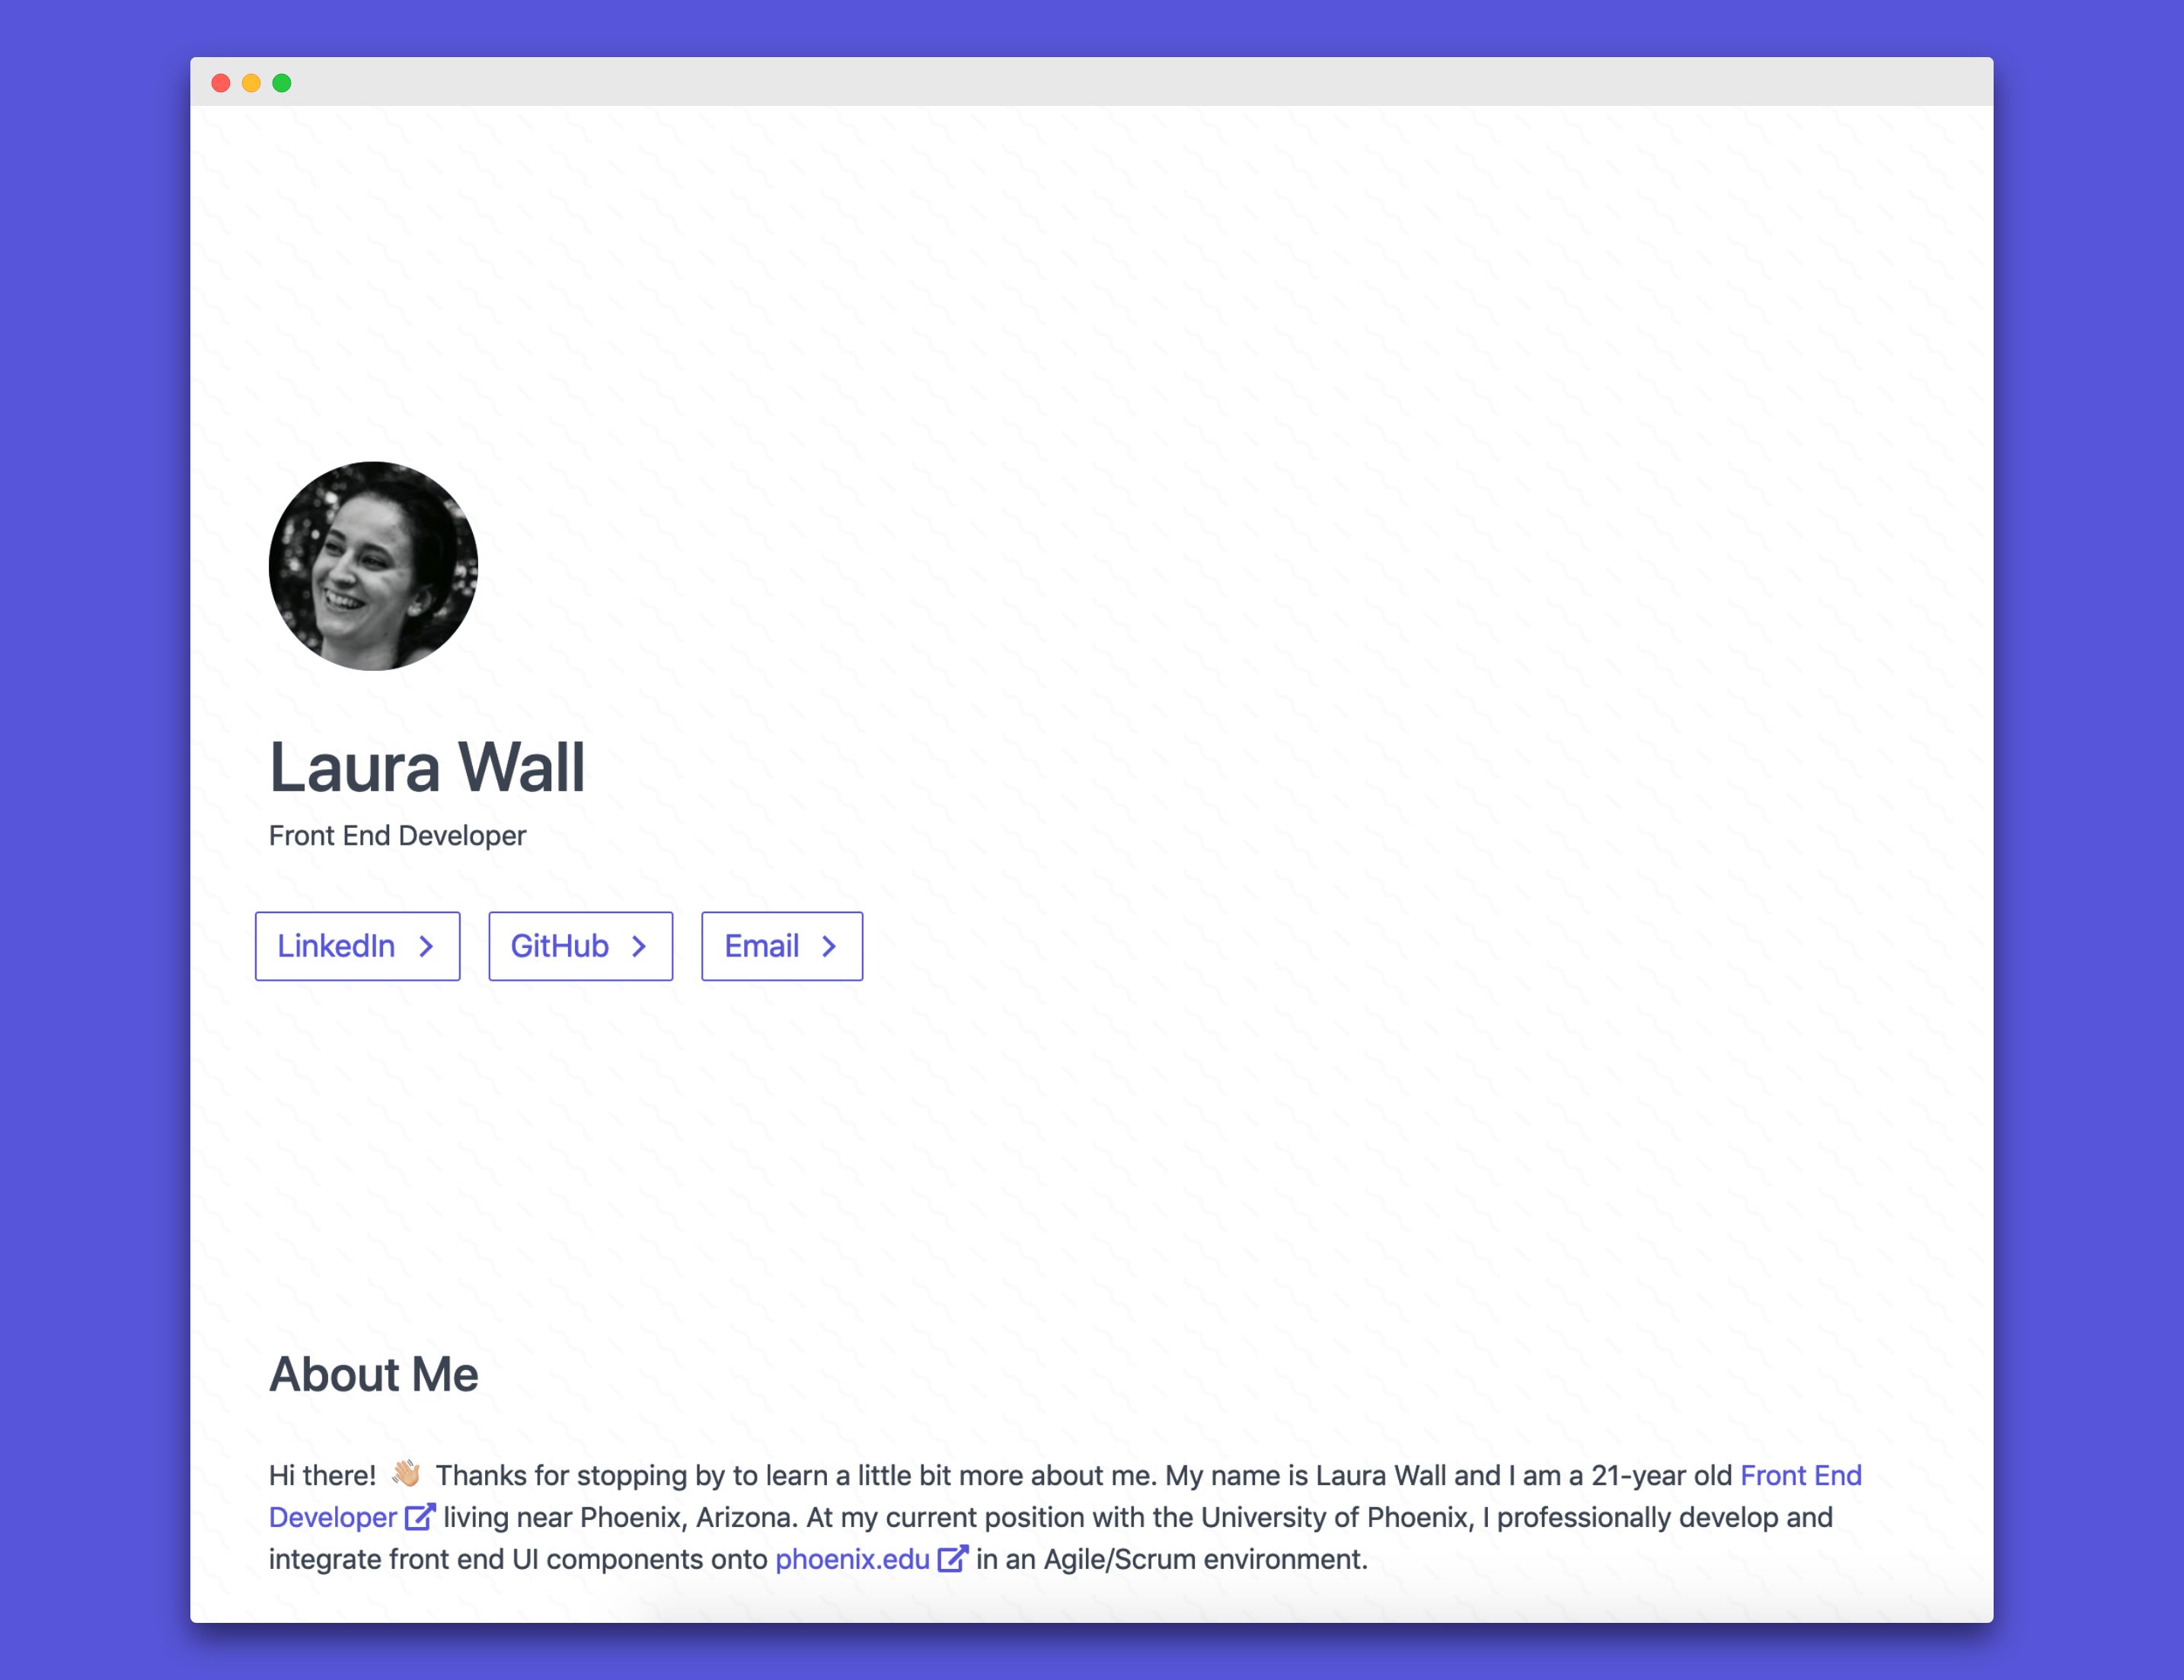 Laura Wall
Front End Developer
LinkedIn
GitHub
Email
About Me
Hi there! 👋🏼 Thanks for stopping by to learn a little bit more about me. My name is Laura Wall and I am a 21-year old Front End
Developer living near Phoenix, Arizona. At my current position with the University of Phoenix, I professionally develop and
integrate front end UI components onto phoenix.edu in an Agile/Scrum environment.